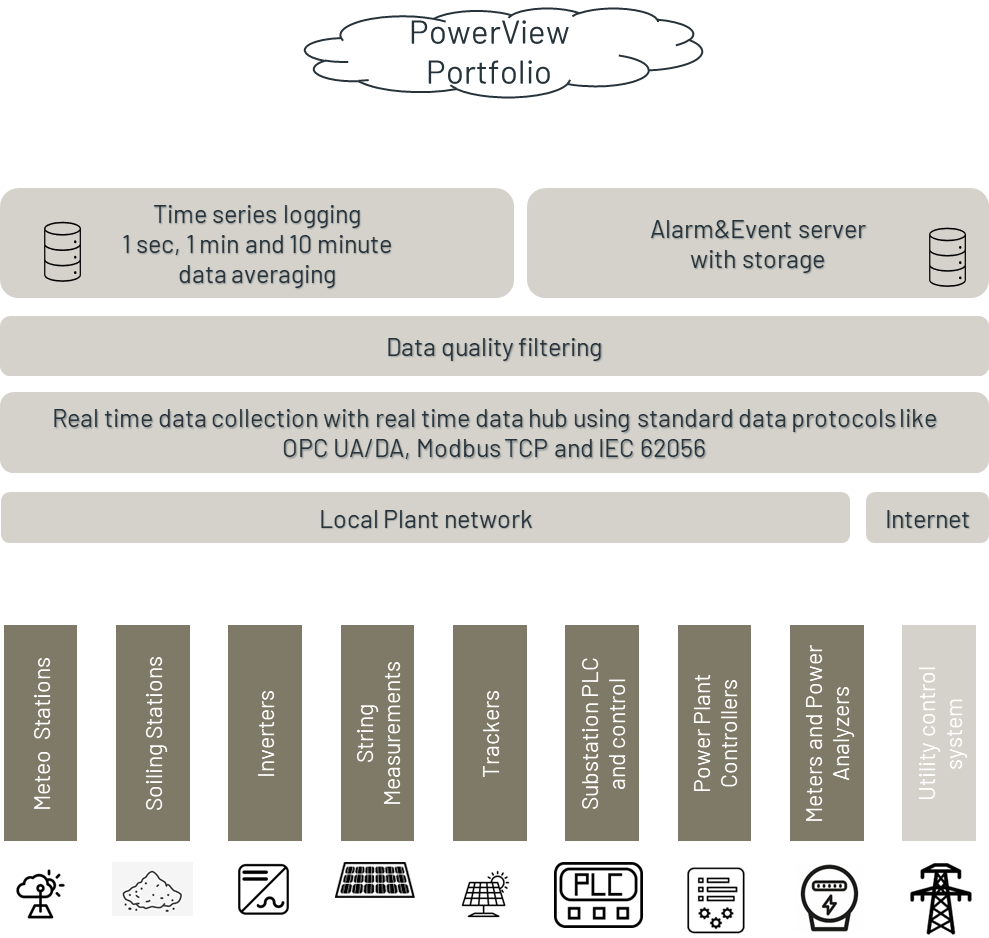 PowerView
Portfolio
Time series logging
1 sec, 1 min and 10 minute
data averaging
Alarm&Event server
with storage
Data quality filtering
Real time data collection with real time data hub using standard data protocols like
OPC UA/DA, Modbus TCP and IEC 62056
Local Plant network
Internet
Meteo Stations
Soiling Stations
Inverters
String
Measurements
Trackers
Substation PLC
and control
Power Plant
Controllers
Meters and Power
Analyzers
Utility control
system
PLC